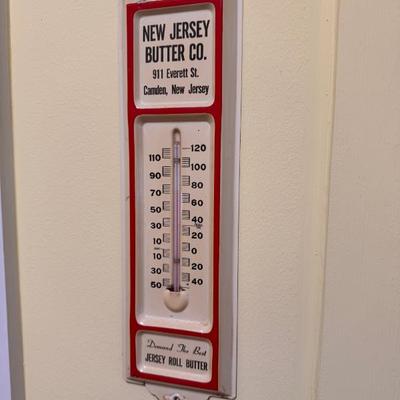 NEW JERSEY
BUTTER CO.
911 Everett St.
Camden, New Jersey
120
110 100
90 80
70 60
50 40
30 20
10 0
10 20
30 40
50
Demand The Best
JERSEY ROLL BUTTER